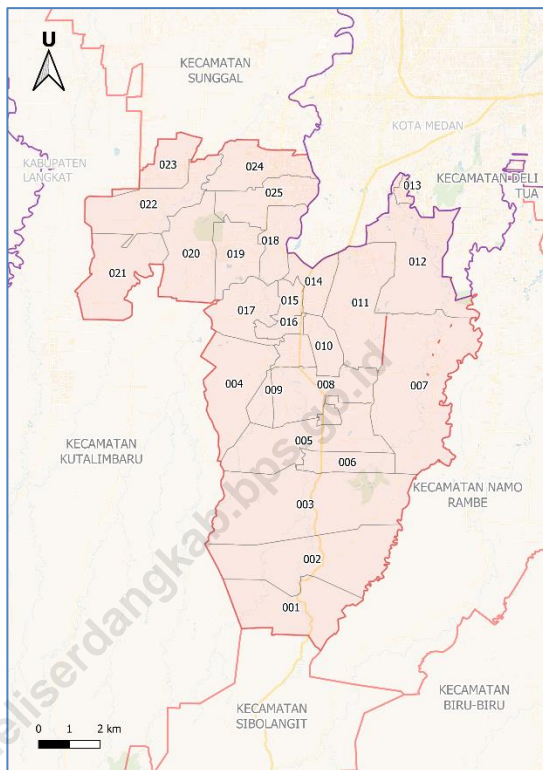 U
KECAMATAN
SUNGGAL
KOTA MEDAN
KABUPATEN
LANGKAT
KECAMATAN DELI
TUA
023
024
013
025
022
018
020
019
012
021
014
015
011
017
016
010
004
009
008
007
KECAMATAN
KUTALIMBARU
005
006
KECAMATAN NAMO
RAMBE
003
002
001
KECAMATAN
SIBOLANGIT
KECAMATAN
BIRU-BIRU
0 1 2 km
eliserdangkab.bps.go.id